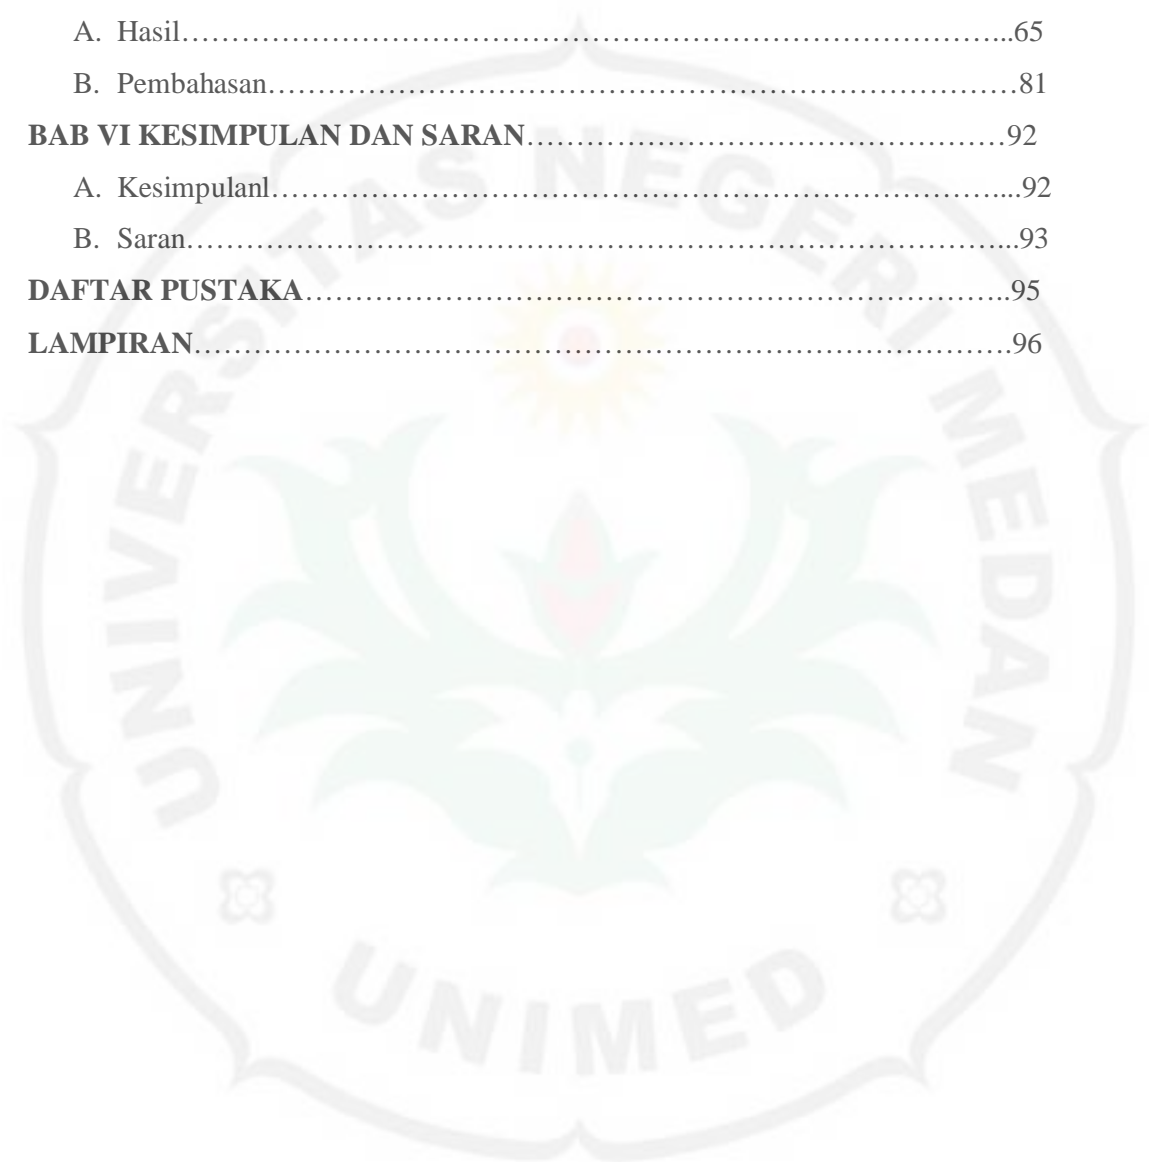 A. Hasil……………………………………………………………………...65
B. Pembahasan…………………………………………………………………81
BAB VI KESIMPULAN DAN SARAN…………………………………………92
A. Kesimpulanl………………………………………………………………...92
B. Saran………………………………………………………………………...93
DAFTAR PUSTAKA……………………………………………………………..95
LAMPIRAN……………………………………………………………………….96
UNIVERSITAS NEGERI MEDAN
UNIMED